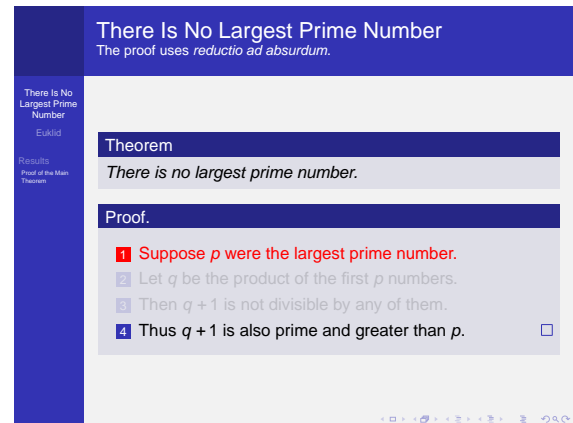 There Is No Largest Prime Number
The proof uses reductio ad absurdum.
There Is No
Largest Prime
Number
Euklid
Results
Proof of the Main
Theorem
Theorem
There is no largest prime number.
Proof.
1 Suppose p were the largest prime number.
2 Let q be the product of the first p numbers.
3 Then q + 1 is not divisible by any of them.
4 Thus q + 1 is also prime and greater than p. □